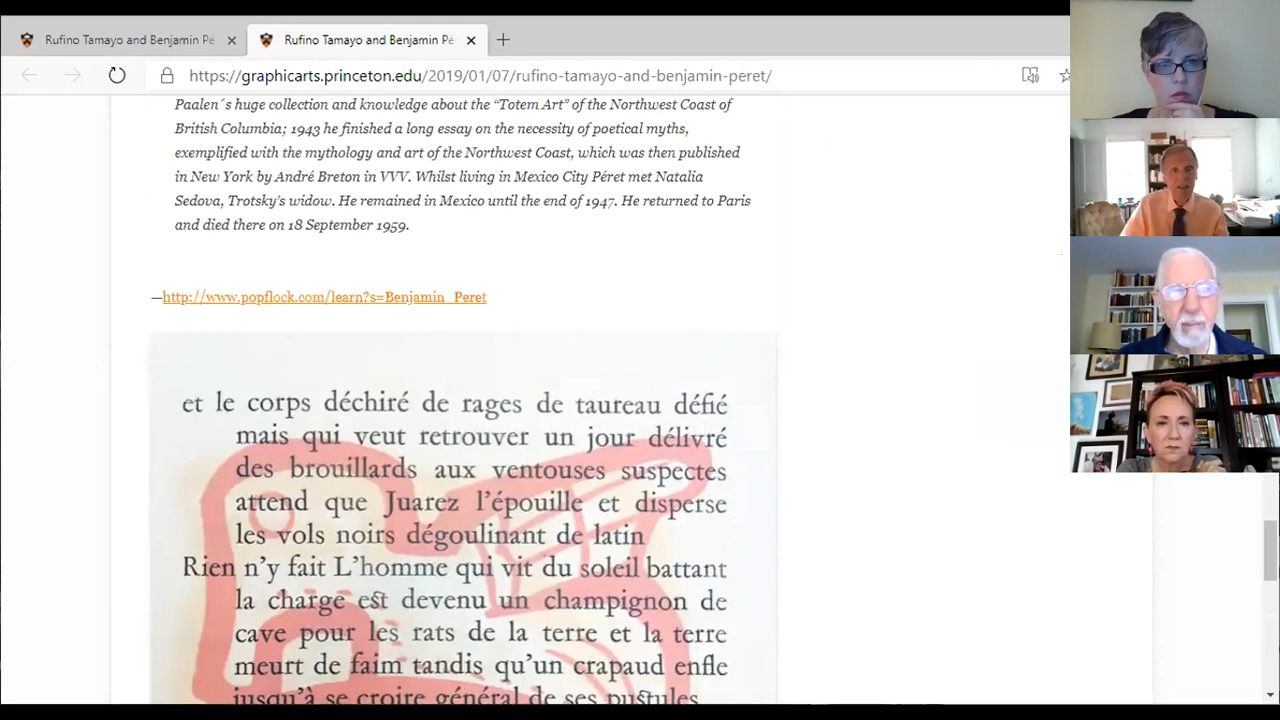 Rufino Tamayo and Benjamin Pé
Rufino Tamayo and Benjamin Pé
https://graphicarts.princeton.edu/2019/01/07/rufino-tamayo-and-benjamin-peret/
Paalen´s huge collection and knowledge about the “Totem Art” of the Northwest Coast of
British Columbia; 1943 he finished a long essay on the necessity of poetical myths,
exemplified with the mythology and art of the Northwest Coast, which was then published
in New York by André Breton in VVV. Whilst living in Mexico City Péret met Natalia
Sedova, Trotsky’s widow. He remained in Mexico until the end of 1947. He returned to Paris
and died there on 18 September 1959.
—http://www.popflock.com/learn?s=Benjamin_Peret
et le corps déchiré de rages de taureau défié
mais qui veut retrouver un jour délivré
des brouillards aux ventouses suspectes
attend que Juarez l’épouille et disperse
les vols noirs dégoulinant de latin
Rien n’y fait L’homme qui vit du soleil battant
la charge est devenu un champignon de
cave pour les rats de la terre et la terre
meurt de faim tandis qu’un crapaud enfle
jusqu’à se croire général de ses pustules